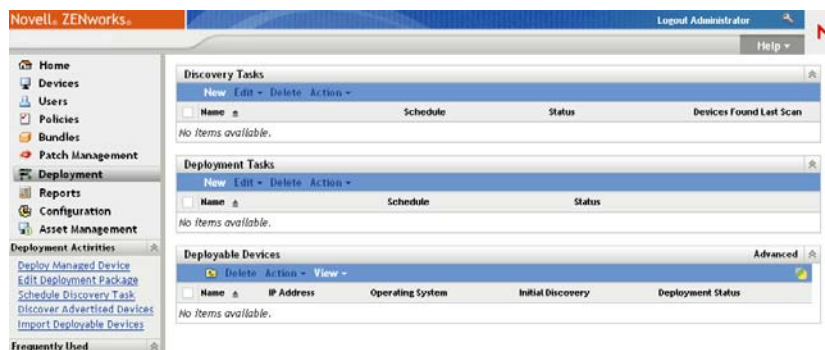 Novell® ZENworks®
Logout Administrator
N
Help
Home
Devices
Users
Policies
Bundles
Patch Management
Deployment
Reports
Configuration
Asset Management
Deployment Activities
Deploy Managed Device
Edit Deployment Package
Schedule Discovery Task
Discover Advertised Devices
Import Deployable Devices
Frequently Used
Discovery Tasks
New Edit Delete Action
Name Schedule Status Devices Found Last Scan
No items available.
Deployment Tasks
New Edit Delete Action
Name Schedule Status
No items available.
Deployable Devices Advanced
Delete Action View
Name IP Address Operating System Initial Discovery Deployment Status
No items available.